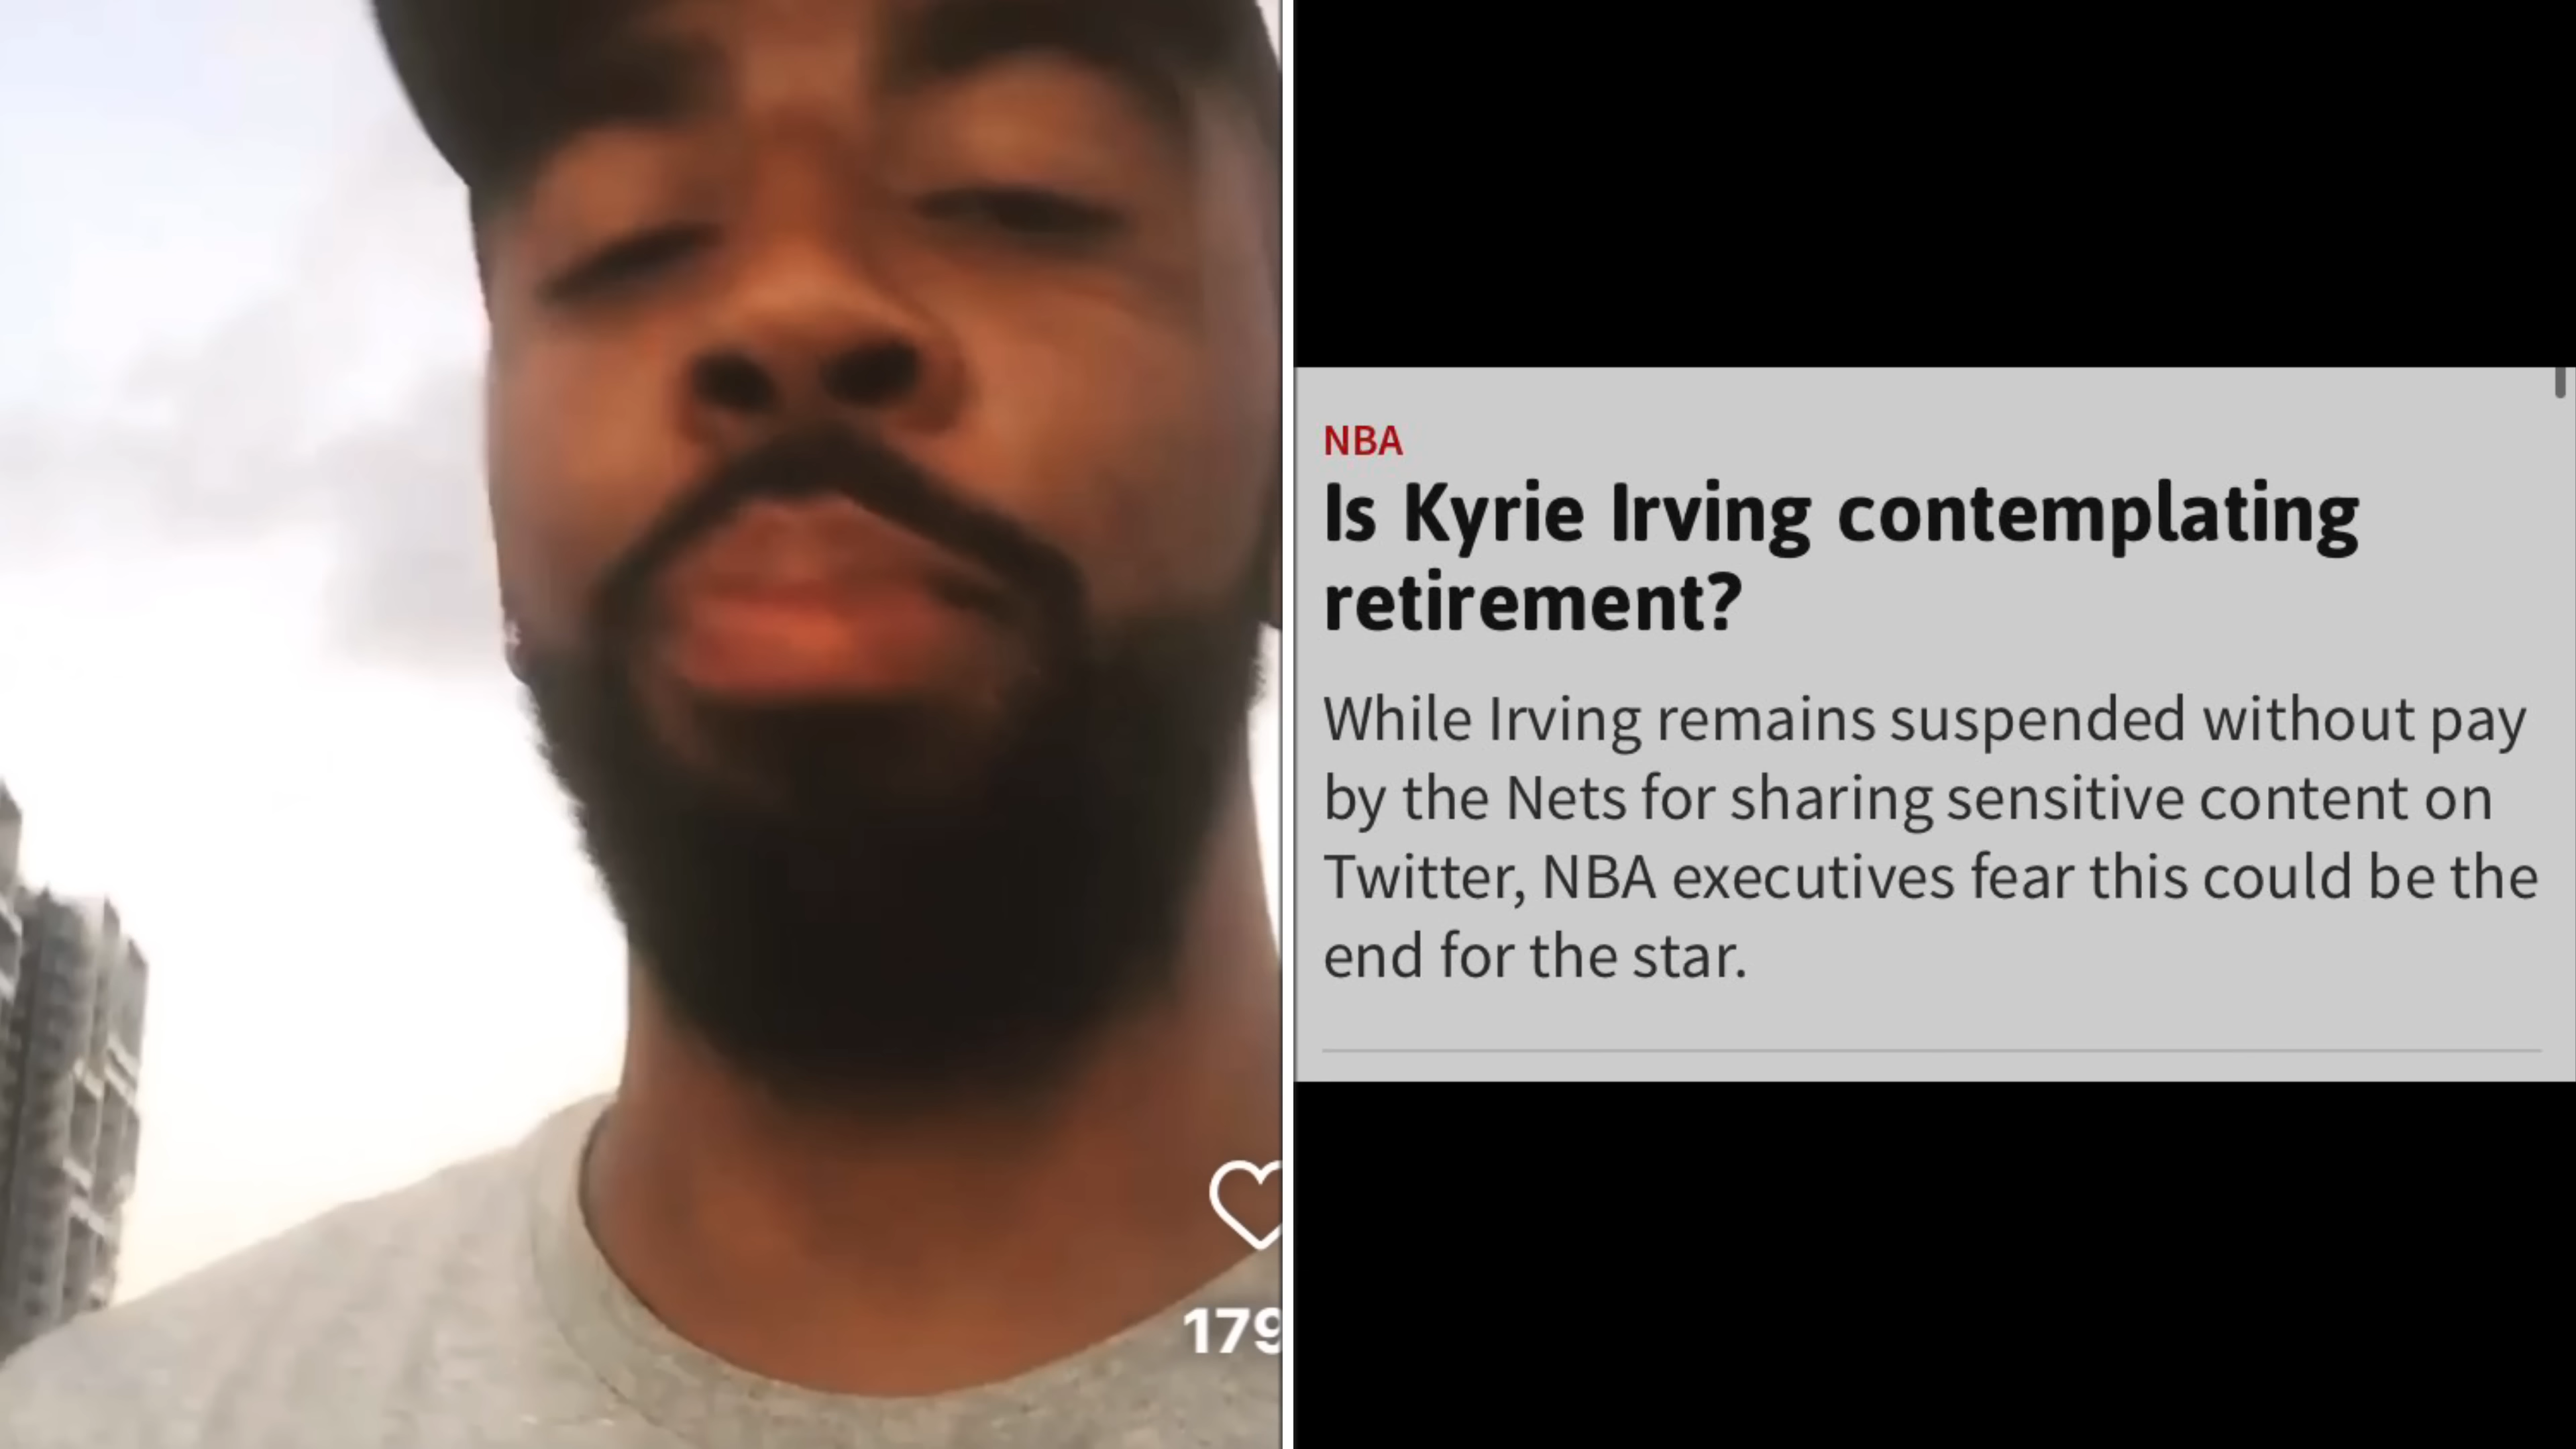 179
NBA
Is Kyrie Irving contemplating
retirement?
While Irving remains suspended without pay
by the Nets for sharing sensitive content on
Twitter, NBA executives fear this could be the
end for the star.